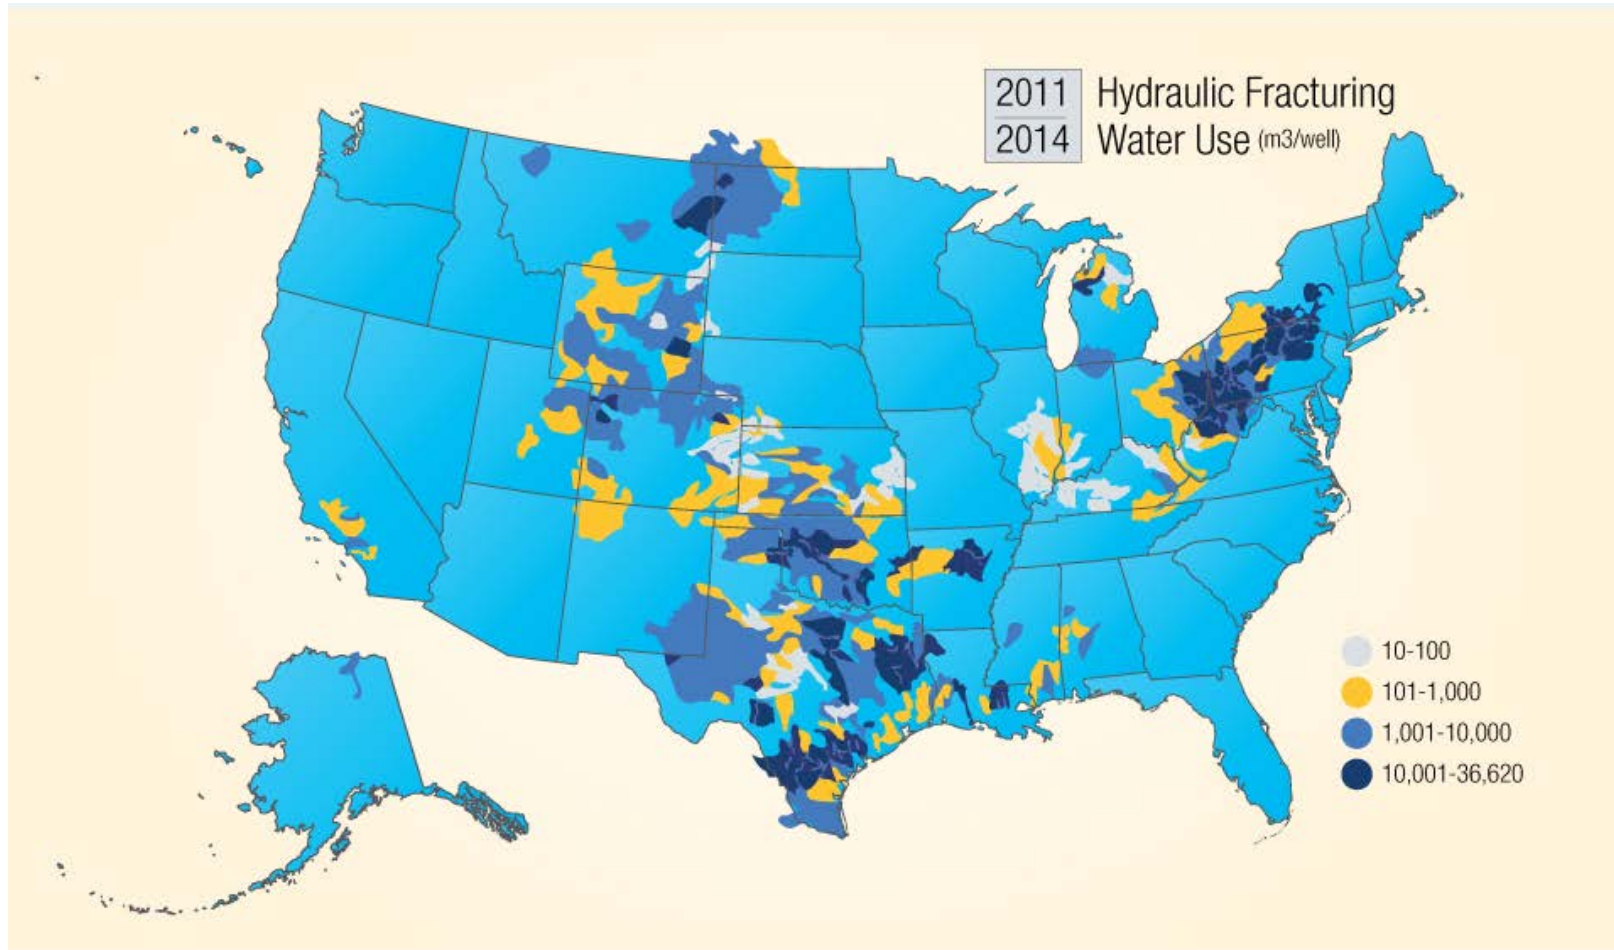 2011 Hydraulic Fracturing
2014 Water Use (m3/well)
10-100
101-1,000
1,001-10,000
10,001-36,620